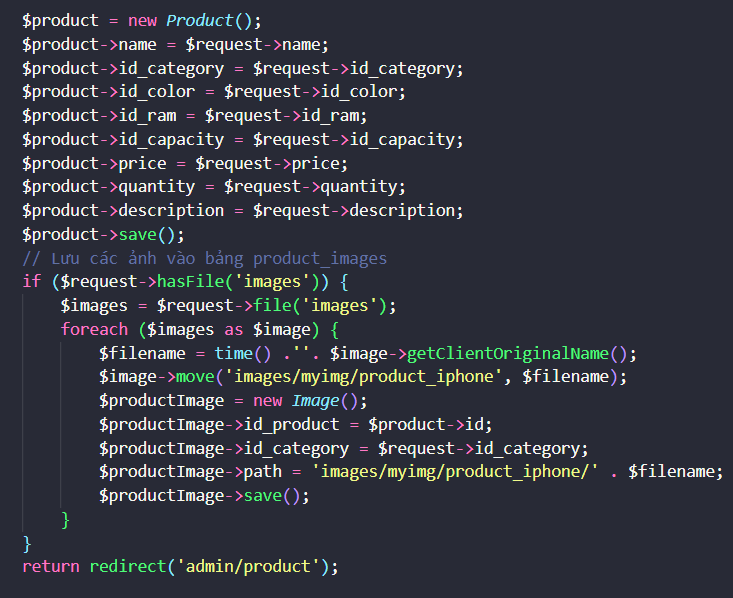 $product = new Product();
$product->name = $request->name;
$product->id_category = $request->id_category;
$product->id_color = $request->id_color;
$product->id_ram = $request->id_ram;
$product->id_capacity = $request->id_capacity;
$product->price = $request->price;
$product->quantity = $request->quantity;
$product->description = $request->description;
$product->save();
// Lưu các ảnh vào bảng product_images
if ($request->hasFile('images')) {
    $images = $request->file('images');
    foreach ($images as $image) {
        $filename = time() .''. $image->getClientOriginalName();
        $image->move('images/myimg/product_iphone', $filename);
        $productImage = new Image();
        $productImage->id_product = $product->id;
        $productImage->id_category = $request->id_category;
        $productImage->path = 'images/myimg/product_iphone/' . $filename;
        $productImage->save();
    }
}
return redirect('admin/product');